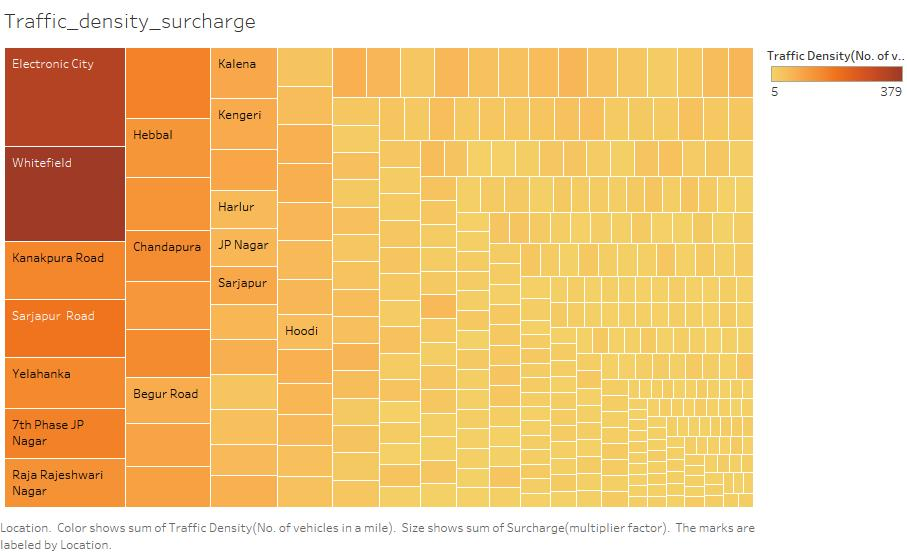 Traffic_density_surcharge
Electronic City
Whitefield
Kanakpura Road
Sarjapur  Road
Yelahanka
7th Phase JP
Nagar
Raja Rajeshwari
Nagar
Hebbal
Chandapura
Begur Road
Kalena
Kengeri
Harlur
JP Nagar
Sarjapur
Hoodi
Traffic Density(No. of v..
5
379
Location.  Color shows sum of Traffic Density(No. of vehicles in a mile).  Size shows sum of Surcharge(multiplier factor).  The marks are
labeled by Location.